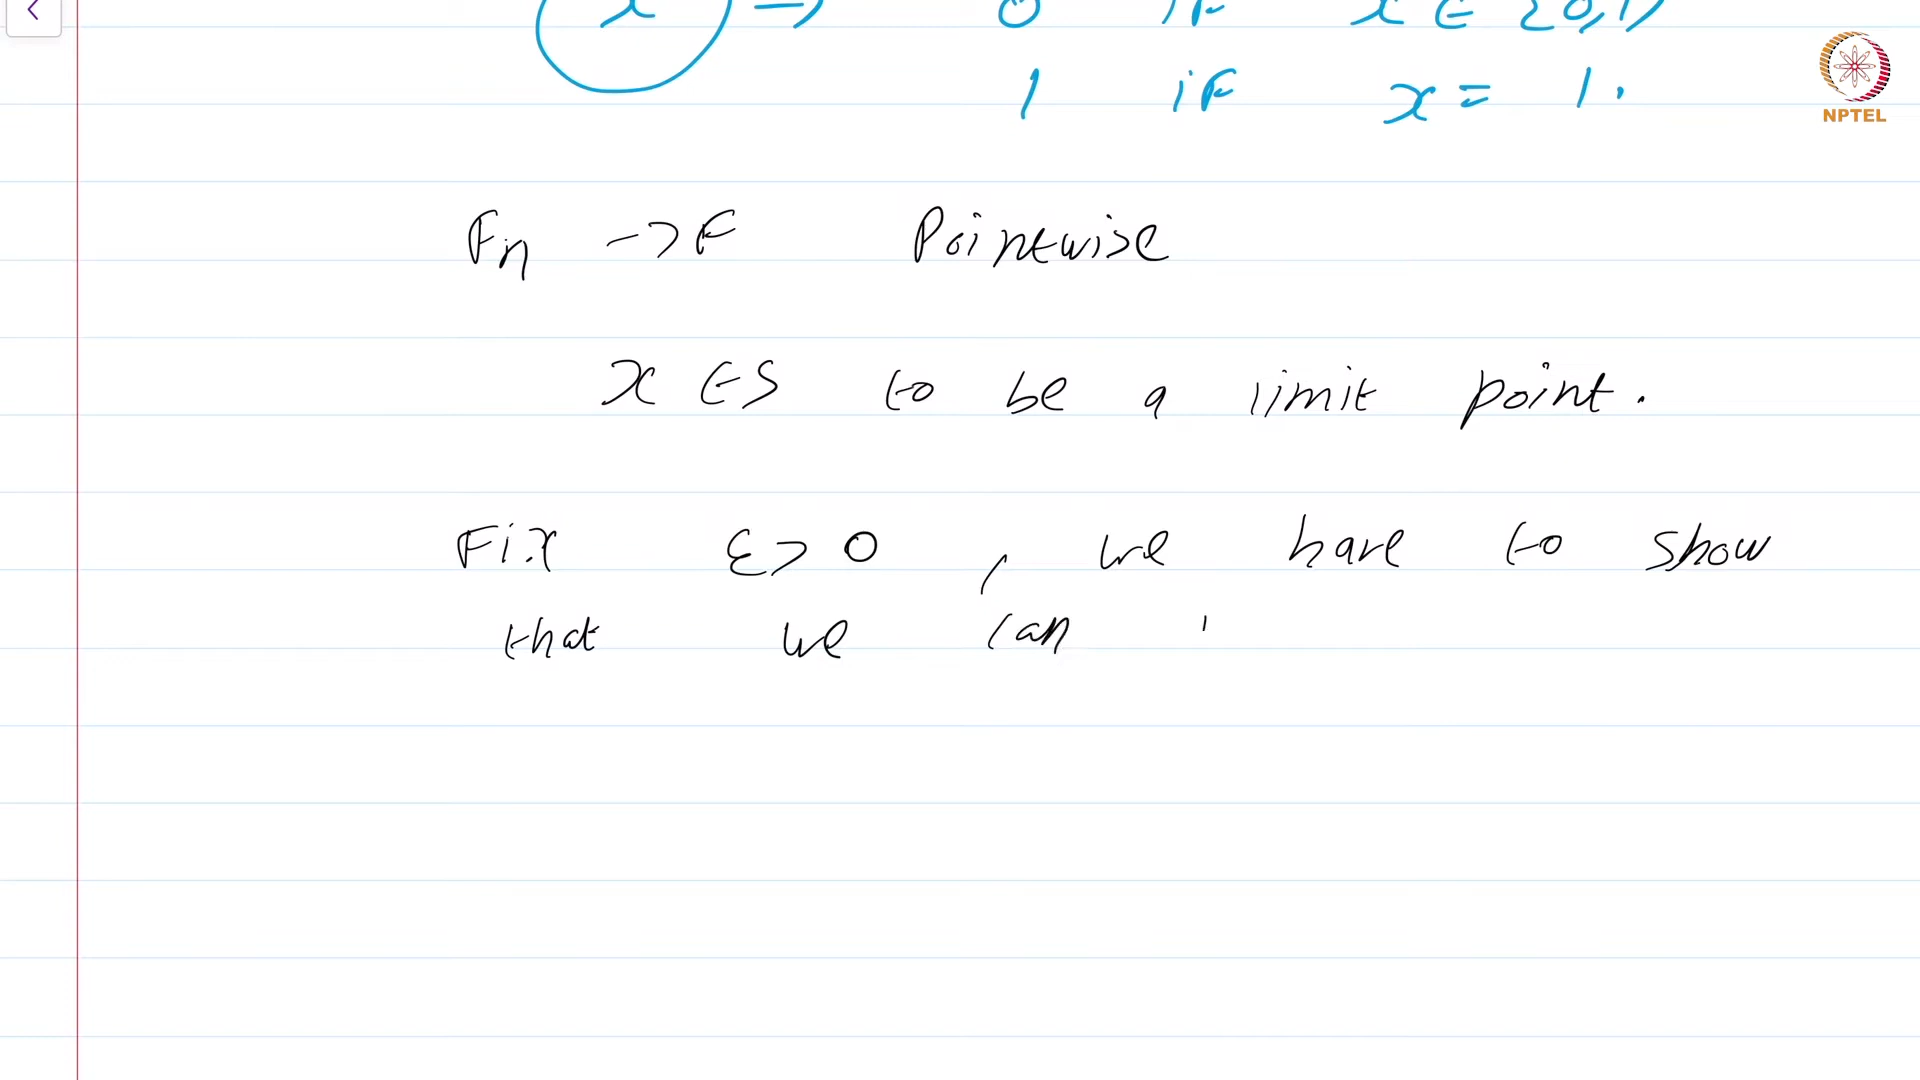 x → 0 if x ∈ [0,1)
1 if x = 1.
NPTEL
Fn → F Pointwise
x ∈ S to be a limit point.
Fix ε > 0, we have to show
that we can